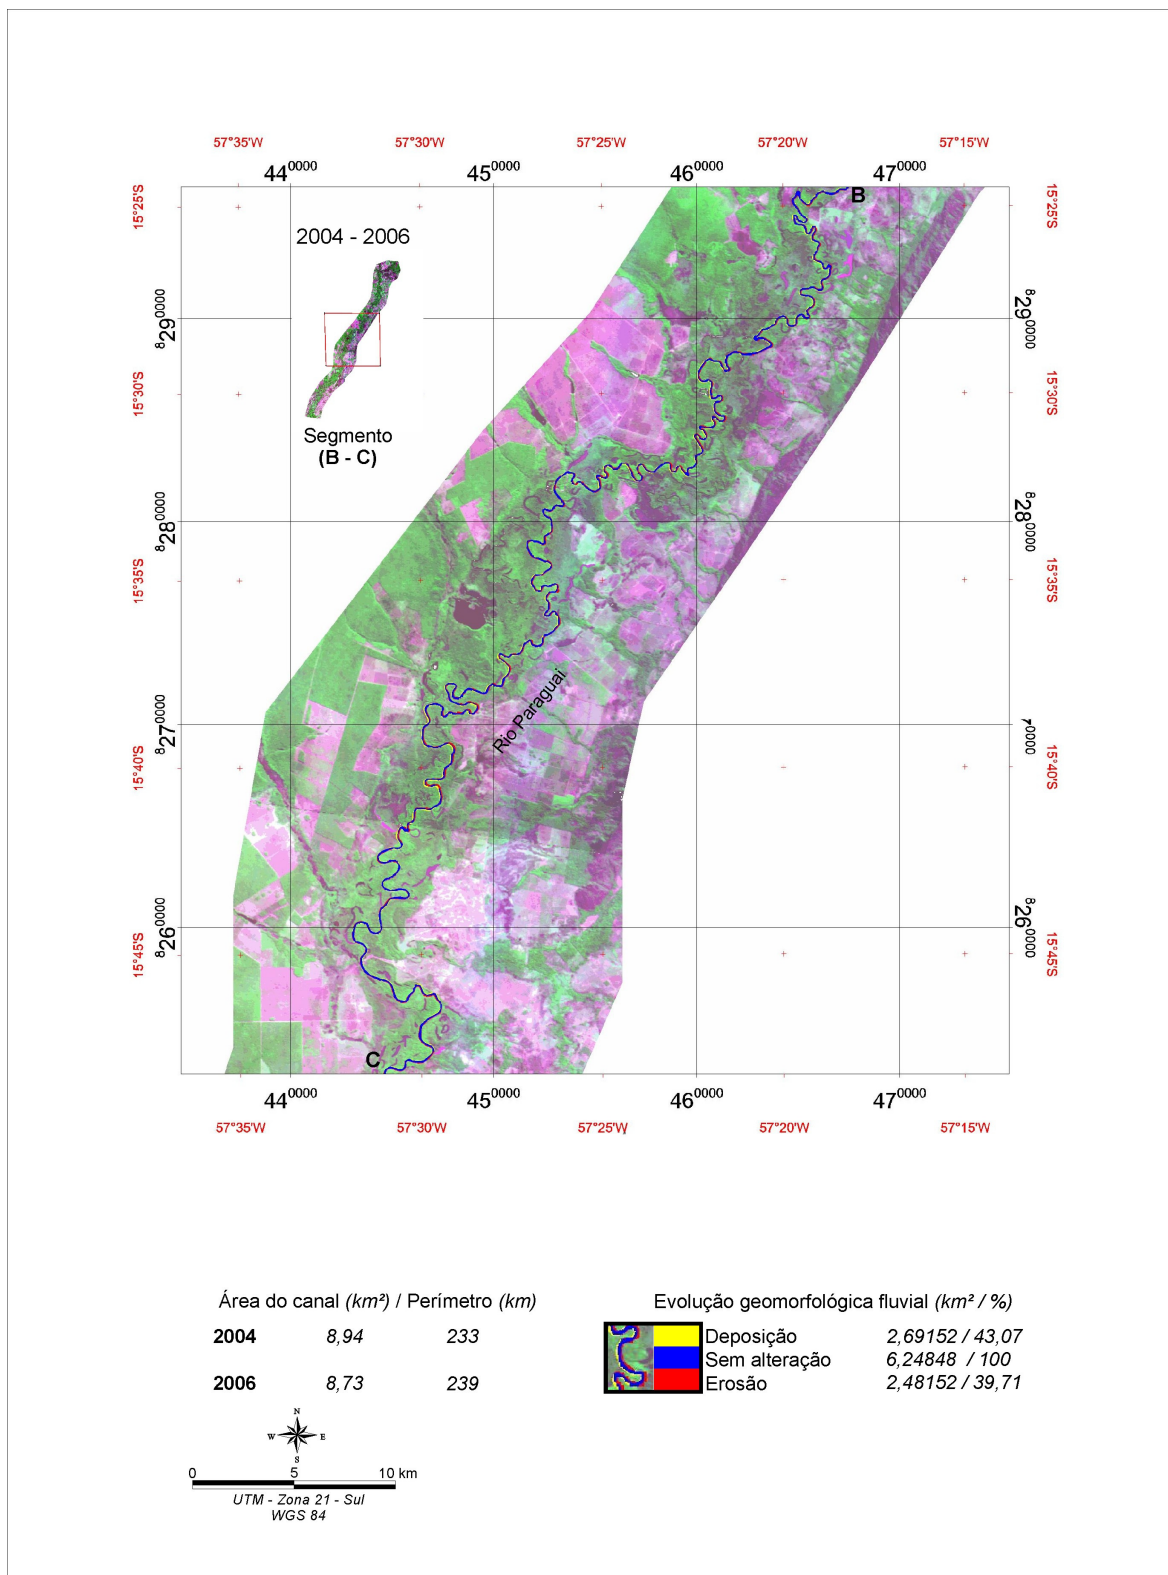 57°35'W 57°30'W 57°25'W 57°20'W 57°15'W
440000 450000 460000 470000
B
15°25'S 15°25'S
2004 - 2006
8290000 8290000
15°30'S 15°30'S
Segmento
(B - C)
8280000 8280000
15°35'S 15°35'S
Rio Paraguai
8270000 70000
15°40'S 15°40'S
8260000 8260000
15°45'S 15°45'S
C
440000 450000 460000 470000
57°35'W 57°30'W 57°25'W 57°20'W 57°15'W
Área do canal (km²) / Perímetro (km)
2004 8,94 233
2006 8,73 239
Evolução geomorfológica fluvial (km² / %)
Deposição 2,69152 / 43,07
Sem alteração 6,24848 / 100
Erosão 2,48152 / 39,71
N
W E
S
0 5 10 km
UTM - Zona 21 - Sul
WGS 84